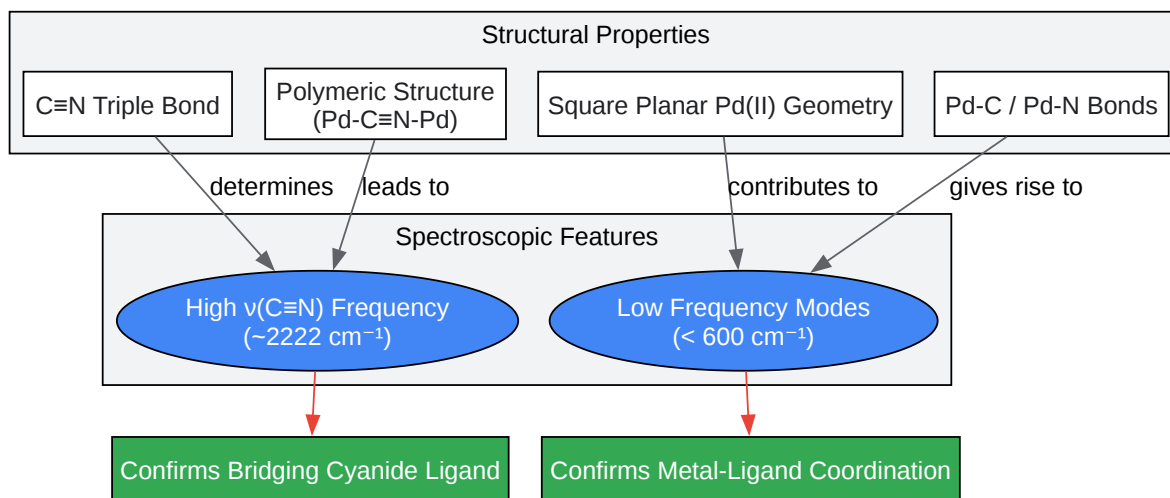 Structural Properties
C≡N Triple Bond
Polymeric Structure
(Pd-C≡N-Pd)
Square Planar Pd(II) Geometry
Pd-C / Pd-N Bonds
determines
leads to
contributes to
gives rise to
Spectroscopic Features
High ν(C≡N) Frequency
(~2222 cm⁻¹)
Low Frequency Modes
(< 600 cm⁻¹)
Confirms Bridging Cyanide Ligand
Confirms Metal-Ligand Coordination